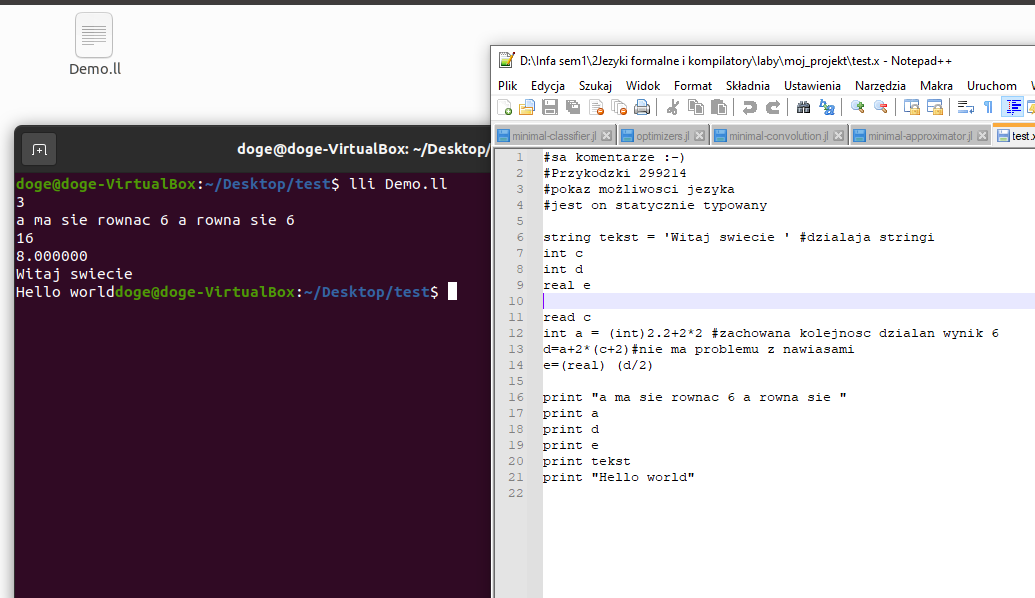 Demo.ll
doge@doge-VirtualBox: ~/Desktop/
doge@doge-VirtualBox:~/Desktop/test$ lli Demo.ll
3
a ma sie rownac 6 a rowna sie 6
16
8.000000
Witaj swiecie
Hello worlddoge@doge-VirtualBox:~/Desktop/test$
D:\Infa sem1\2Jezyki formalne i kompilatory\laby\moj_projekt\test.x - Notepad++
Plik Edycja Szukaj Widok Format Składnia Ustawienia Narzędzia Makra Uruchom
minimal-classifier.jl optimizers.jl minimal-convolution.jl minimal-approximator.jl test.x
1 #sa komentarze :-)
2 #Przykodzki 299214
3 #pokaz możliwosci jezyka
4 #jest on statycznie typowany
5
6 string tekst = 'Witaj swiecie ' #dzialaja stringi
7 int c
8 int d
9 real e
10
11 read c
12 int a = (int)2.2+2*2 #zachowana kolejnosc dzialan wynik 6
13 d=a+2*(c+2)#nie ma problemu z nawiasami
14 e=(real) (d/2)
15
16 print "a ma sie rownac 6 a rowna sie "
17 print a
18 print d
19 print e
20 print tekst
21 print "Hello world"
22